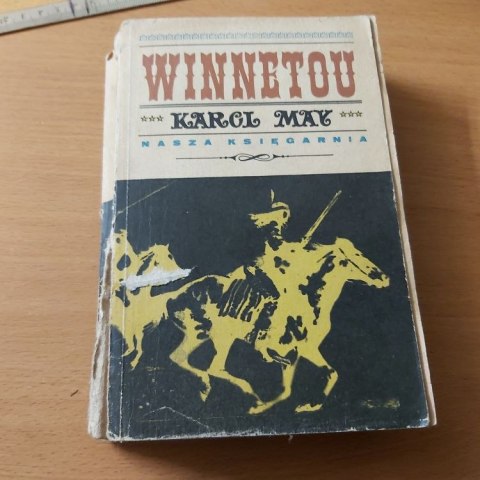 WINNETOU
*** KAROL MAY ***
NASZA KSIĘGARNIA